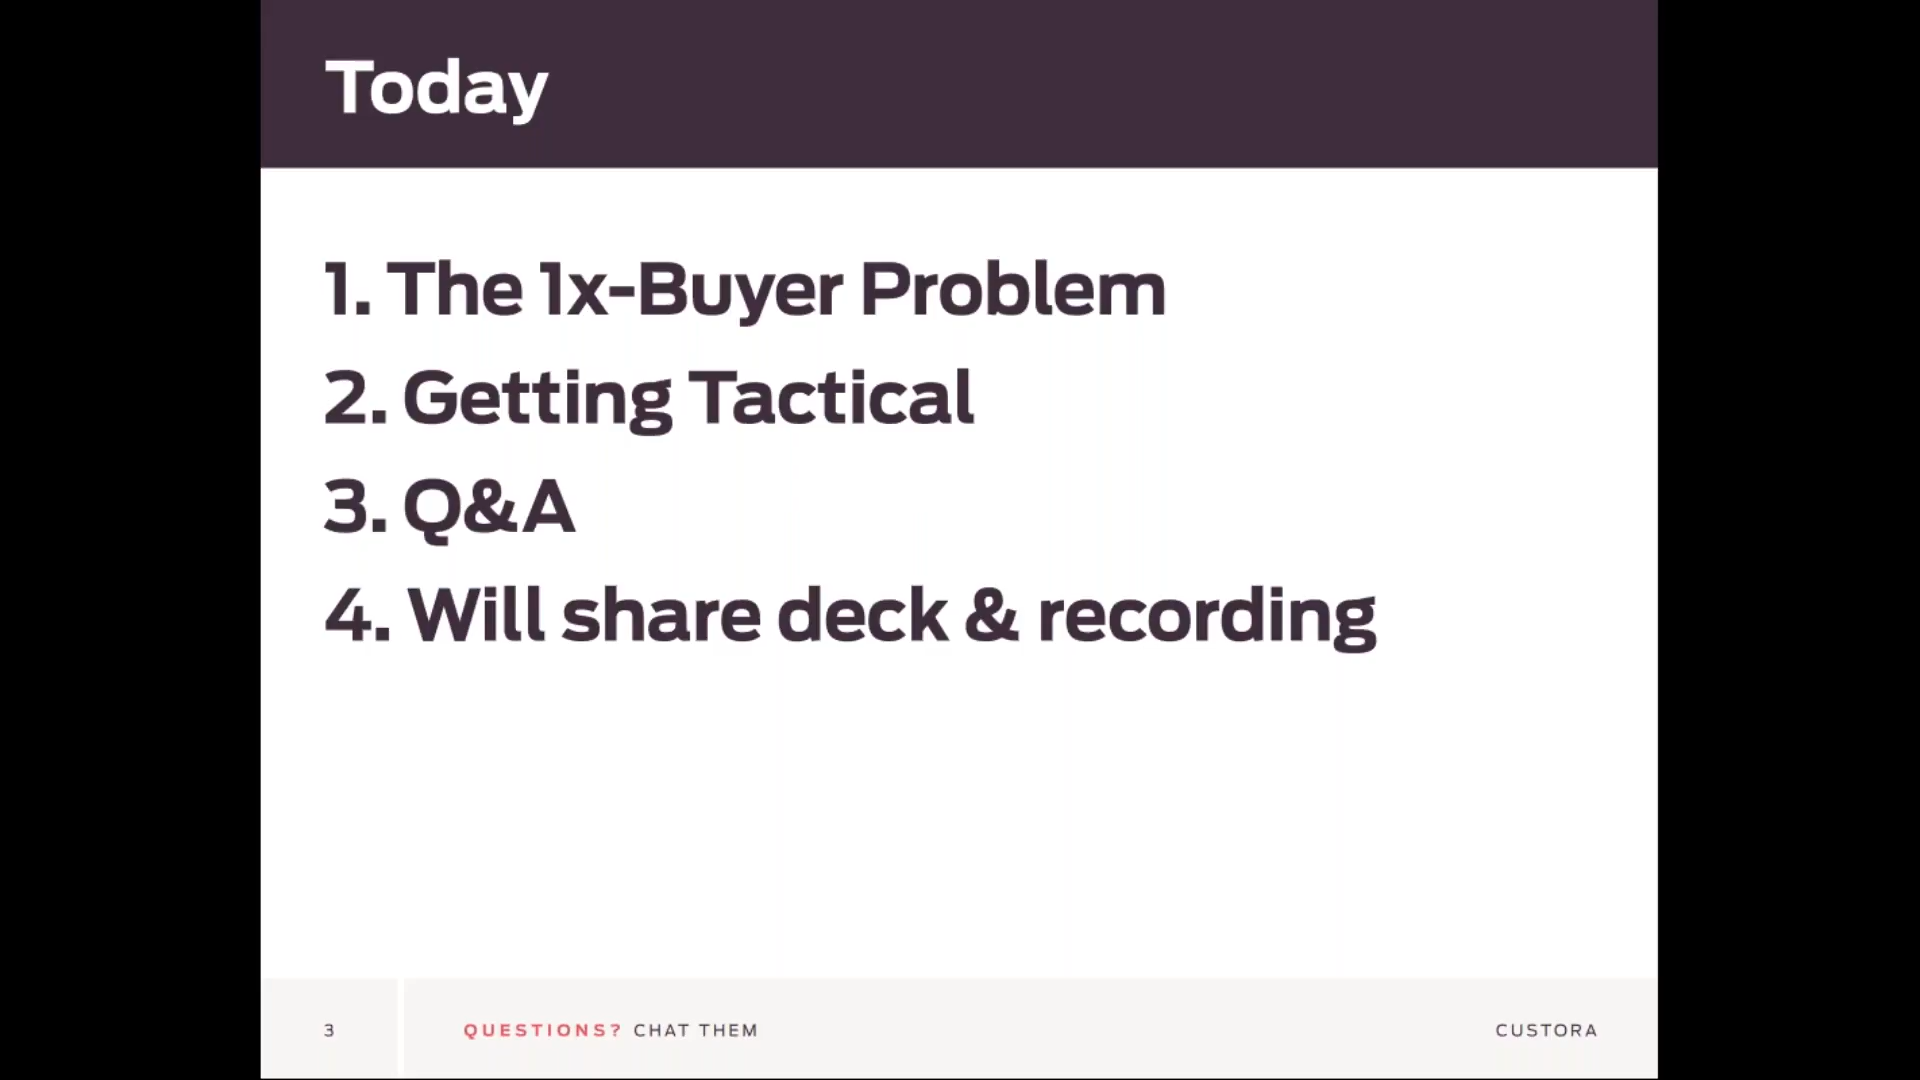 Today
1. The 1x-Buyer Problem
2. Getting Tactical
3. Q&A
4. Will share deck & recording
3
QUESTIONS? CHAT THEM
CUSTORA